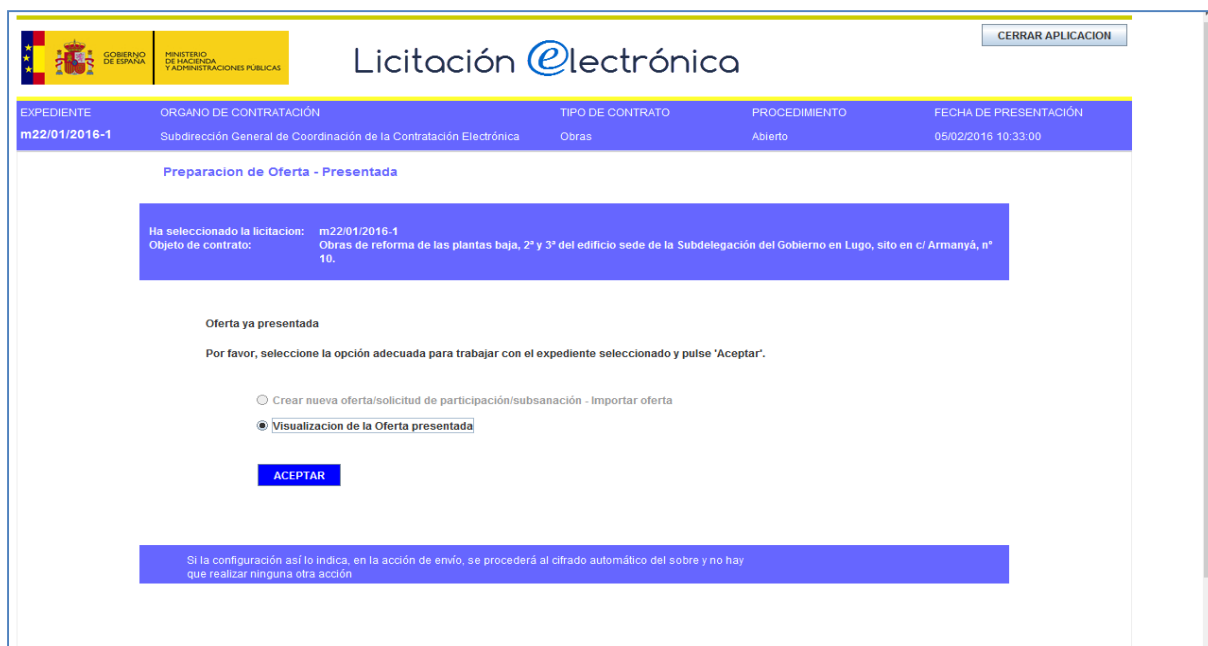 GOBIERNO
DE ESPAÑA
MINISTERIO
DE HACIENDA
Y ADMINISTRACIONES PÚBLICAS
Licitación electrónica
CERRAR APLICACION
EXPEDIENTE ORGANO DE CONTRATACIÓN TIPO DE CONTRATO PROCEDIMIENTO FECHA DE PRESENTACIÓN
m22/01/2016-1 Subdirección General de Coordinación de la Contratación Electrónica Obras Abierto 05/02/2016 10:33:00
Preparacion de Oferta - Presentada
Ha seleccionado la licitacion: m22/01/2016-1
Objeto de contrato: Obras de reforma de las plantas baja, 2ª y 3ª del edificio sede de la Subdelegación del Gobierno en Lugo, sito en c/ Armanyá, nº
10.
Oferta ya presentada
Por favor, seleccione la opción adecuada para trabajar con el expediente seleccionado y pulse 'Aceptar'.
Crear nueva oferta/solicitud de participación/subsanación - Importar oferta
Visualizacion de la Oferta presentada
ACEPTAR
Si la configuración así lo indica, en la acción de envío, se procederá al cifrado automático del sobre y no hay
que realizar ninguna otra acción